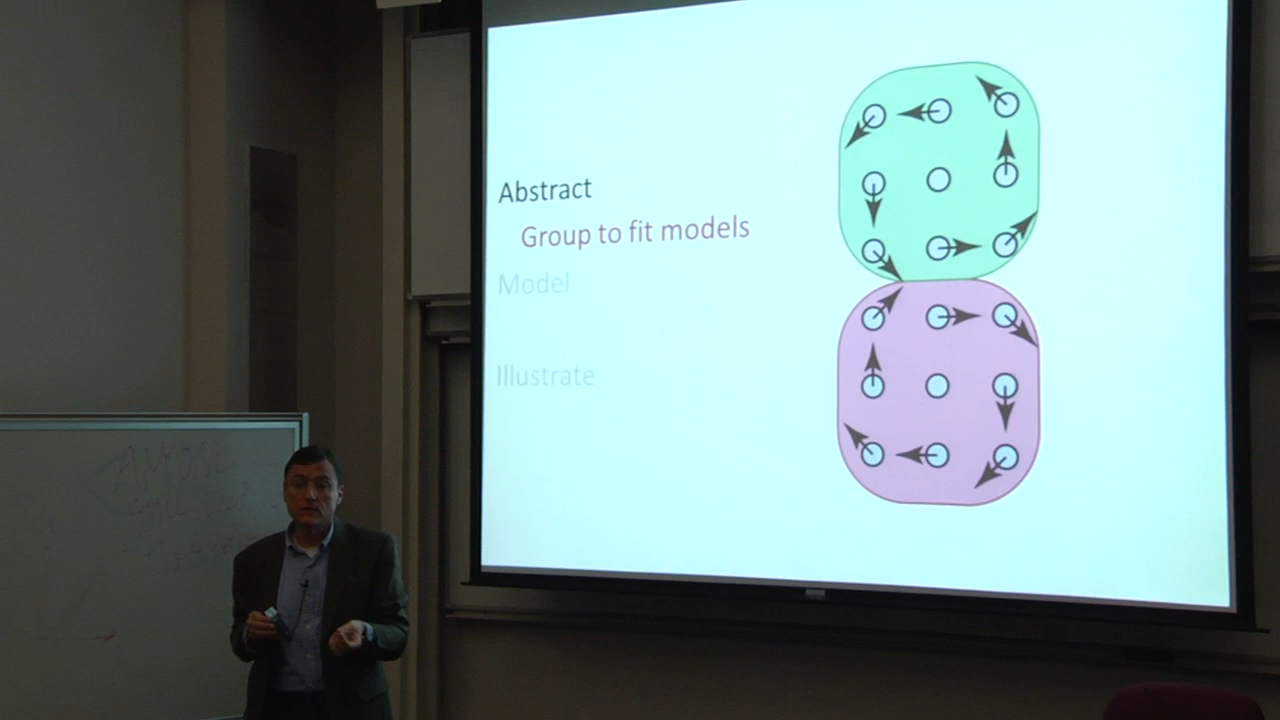 Abstract
Group to fit models
Model
Illustrate